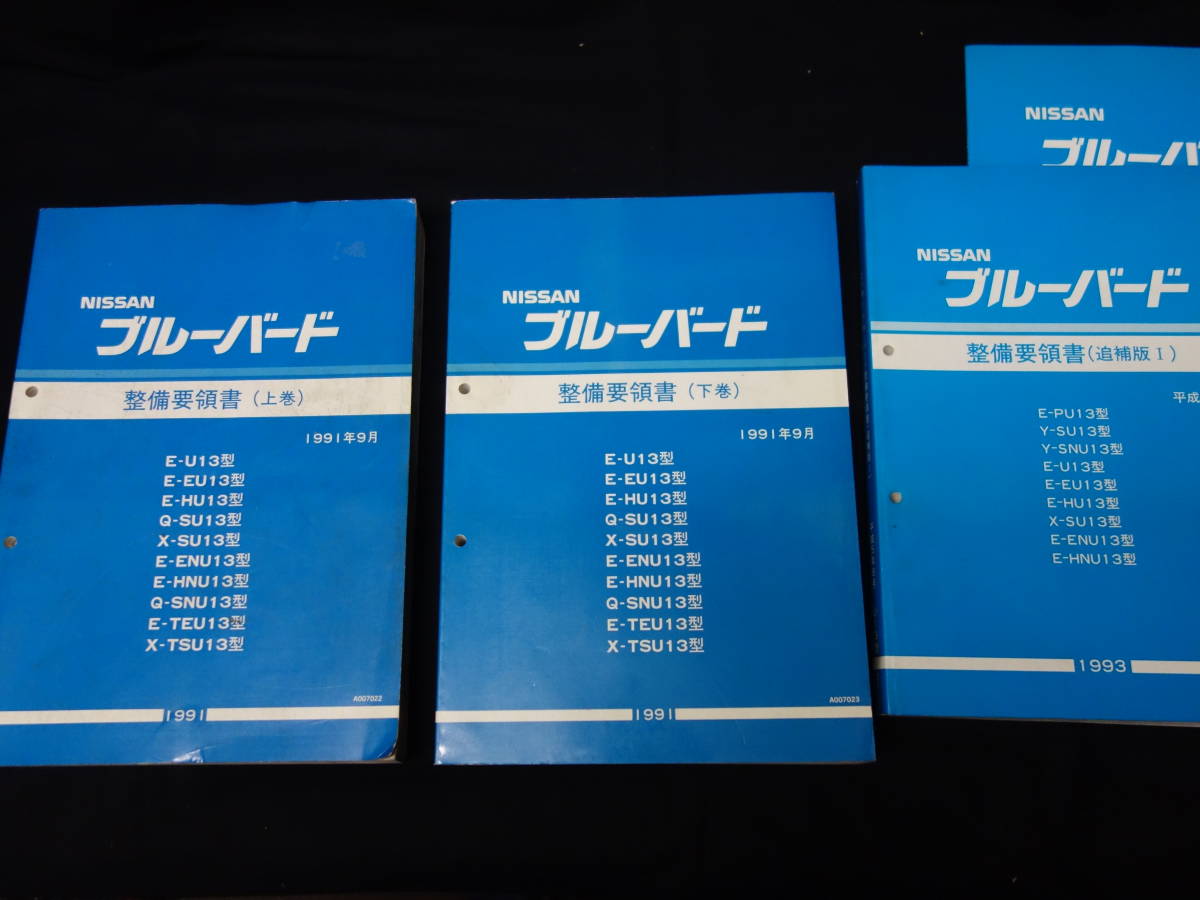 NISSAN
ブルーバード
整備要領書(上巻)
1991年9月
E-U13型
E-EU13型
E-HU13型
Q-SU13型
X-SU13型
E-ENU13型
E-HNU13型
Q-SNU13型
E-TEU13型
X-TSU13型
A007022
1991
NISSAN
ブルーバード
整備要領書(下巻)
1991年9月
E-U13型
E-EU13型
E-HU13型
Q-SU13型
X-SU13型
E-ENU13型
E-HNU13型
Q-SNU13型
E-TEU13型
X-TSU13型
A007023
1991
NISSAN
ブルーバ
NISSAN
ブルーバード
整備要領書(追補版Ⅰ)
平成
E-PU13型
Y-SU13型
Y-SNU13型
E-U13型
E-EU13型
E-HU13型
X-SU13型
E-ENU13型
E-HNU13型
1993